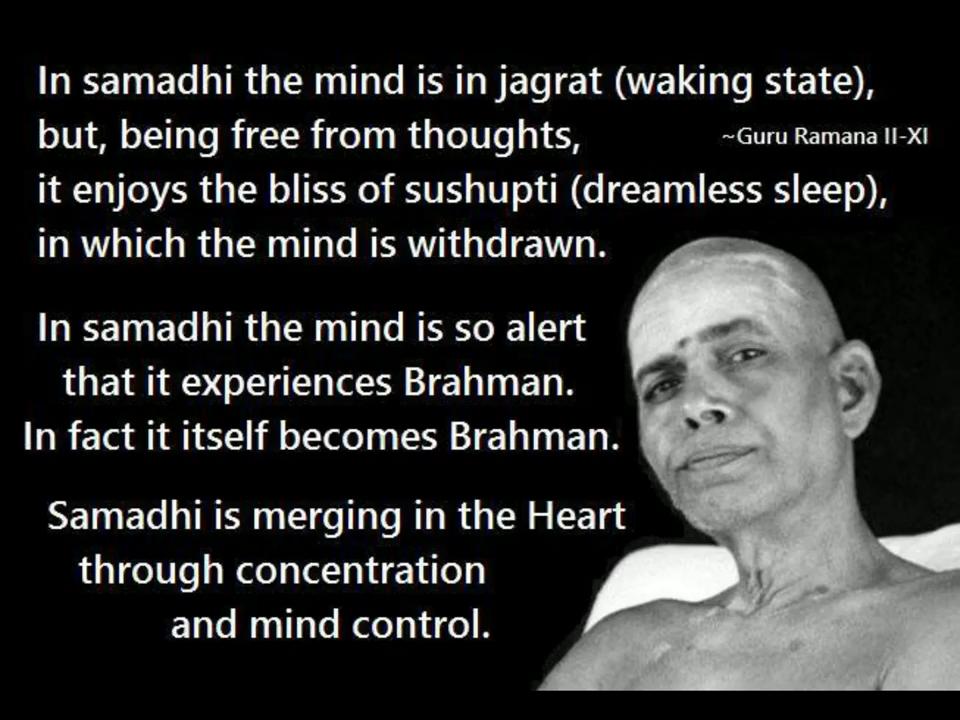 In samadhi the mind is in jagrat (waking state),
but, being free from thoughts,
~Guru Ramana II-XI
it enjoys the bliss of sushupti (dreamless sleep),
in which the mind is withdrawn.
In samadhi the mind is so alert
that it experiences Brahman.
In fact it itself becomes Brahman.
Samadhi is merging in the Heart
through concentration
and mind control.